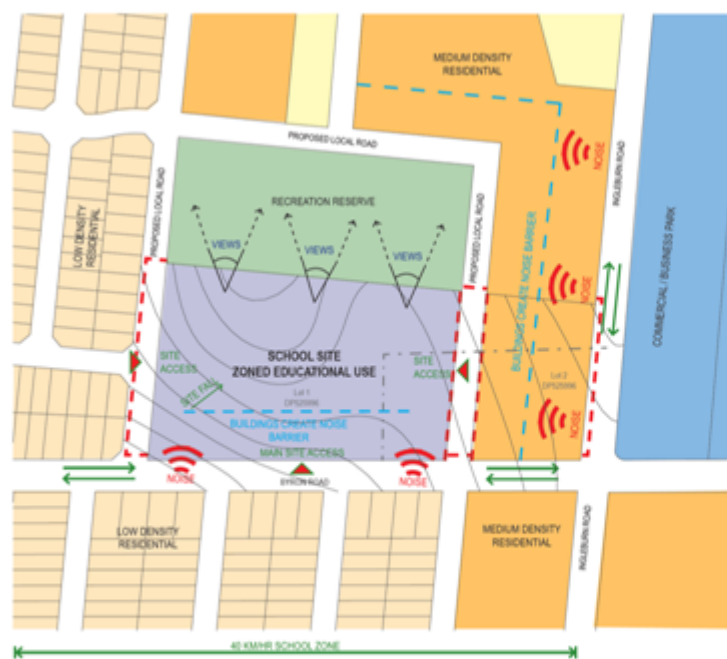 MEDIUM DENSITY
RESIDENTIAL
PROPOSED LOCAL ROAD
NOISE
INGLEBURN ROAD
RECREATION RESERVE
LOW DENSITY
RESIDENTIAL
PROPOSED LOCAL ROAD
PROPOSED LOCAL ROAD
VIEWS
VIEWS
VIEWS
BUILDINGS CREATE NOISE BARRIER
COMMERCIAL / BUSINESS PARK
NOISE
SCHOOL SITE
ZONED EDUCATIONAL USE
SITE
ACCESS
SITE
ACCESS
SITE FALL
Lot 1
DP525996
Lot 2
DP525996
BUILDINGS CREATE NOISE
BARRIER
NOISE
MAIN SITE ACCESS
NOISE
NOISE
BYRON ROAD
LOW DENSITY
RESIDENTIAL
MEDIUM DENSITY
RESIDENTIAL
INGLEBURN ROAD
40 KM/HR SCHOOL ZONE